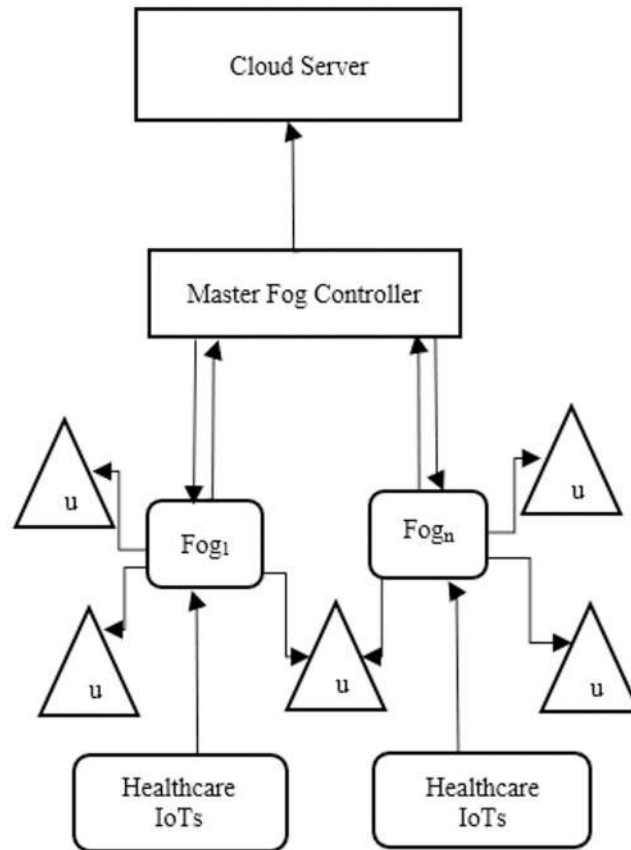 Cloud Server
Master Fog Controller
u
u
Fog₁
Fogₙ
u
u
u
Healthcare
IoTs
Healthcare
IoTs